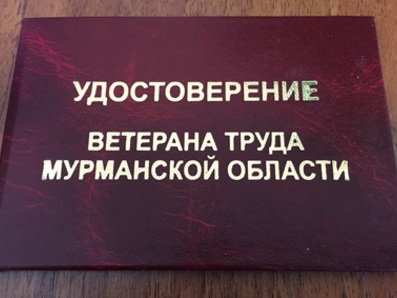 УДОСТОВЕРЕНИЕ
ВЕТЕРАНА ТРУДА
МУРМАНСКОЙ ОБЛАСТИ